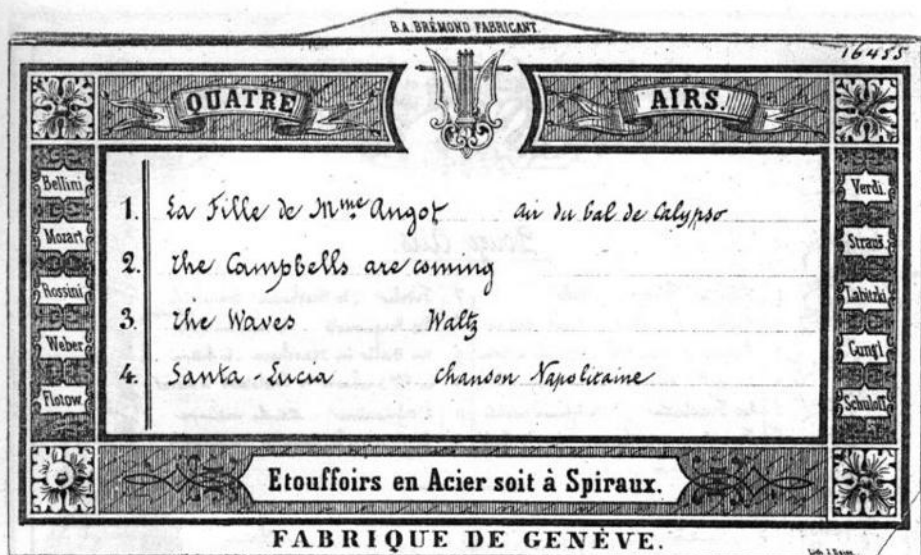 B.A. BRÉMOND FABRICANT
16455
QUATRE AIRS.
Bellini
Mozart
Rossini
Weber
Flotow
1. La Fille de Mme Angot air du bal de Calypso
2. the Campbells are coming
3. the Waves Waltz
4. Santa-Lucia chanson Napolitaine
Verdi.
Strauß
Labitzki
Gung'l
Schuloff
Etouffoirs en Acier soit à Spiraux.
FABRIQUE DE GENÈVE.